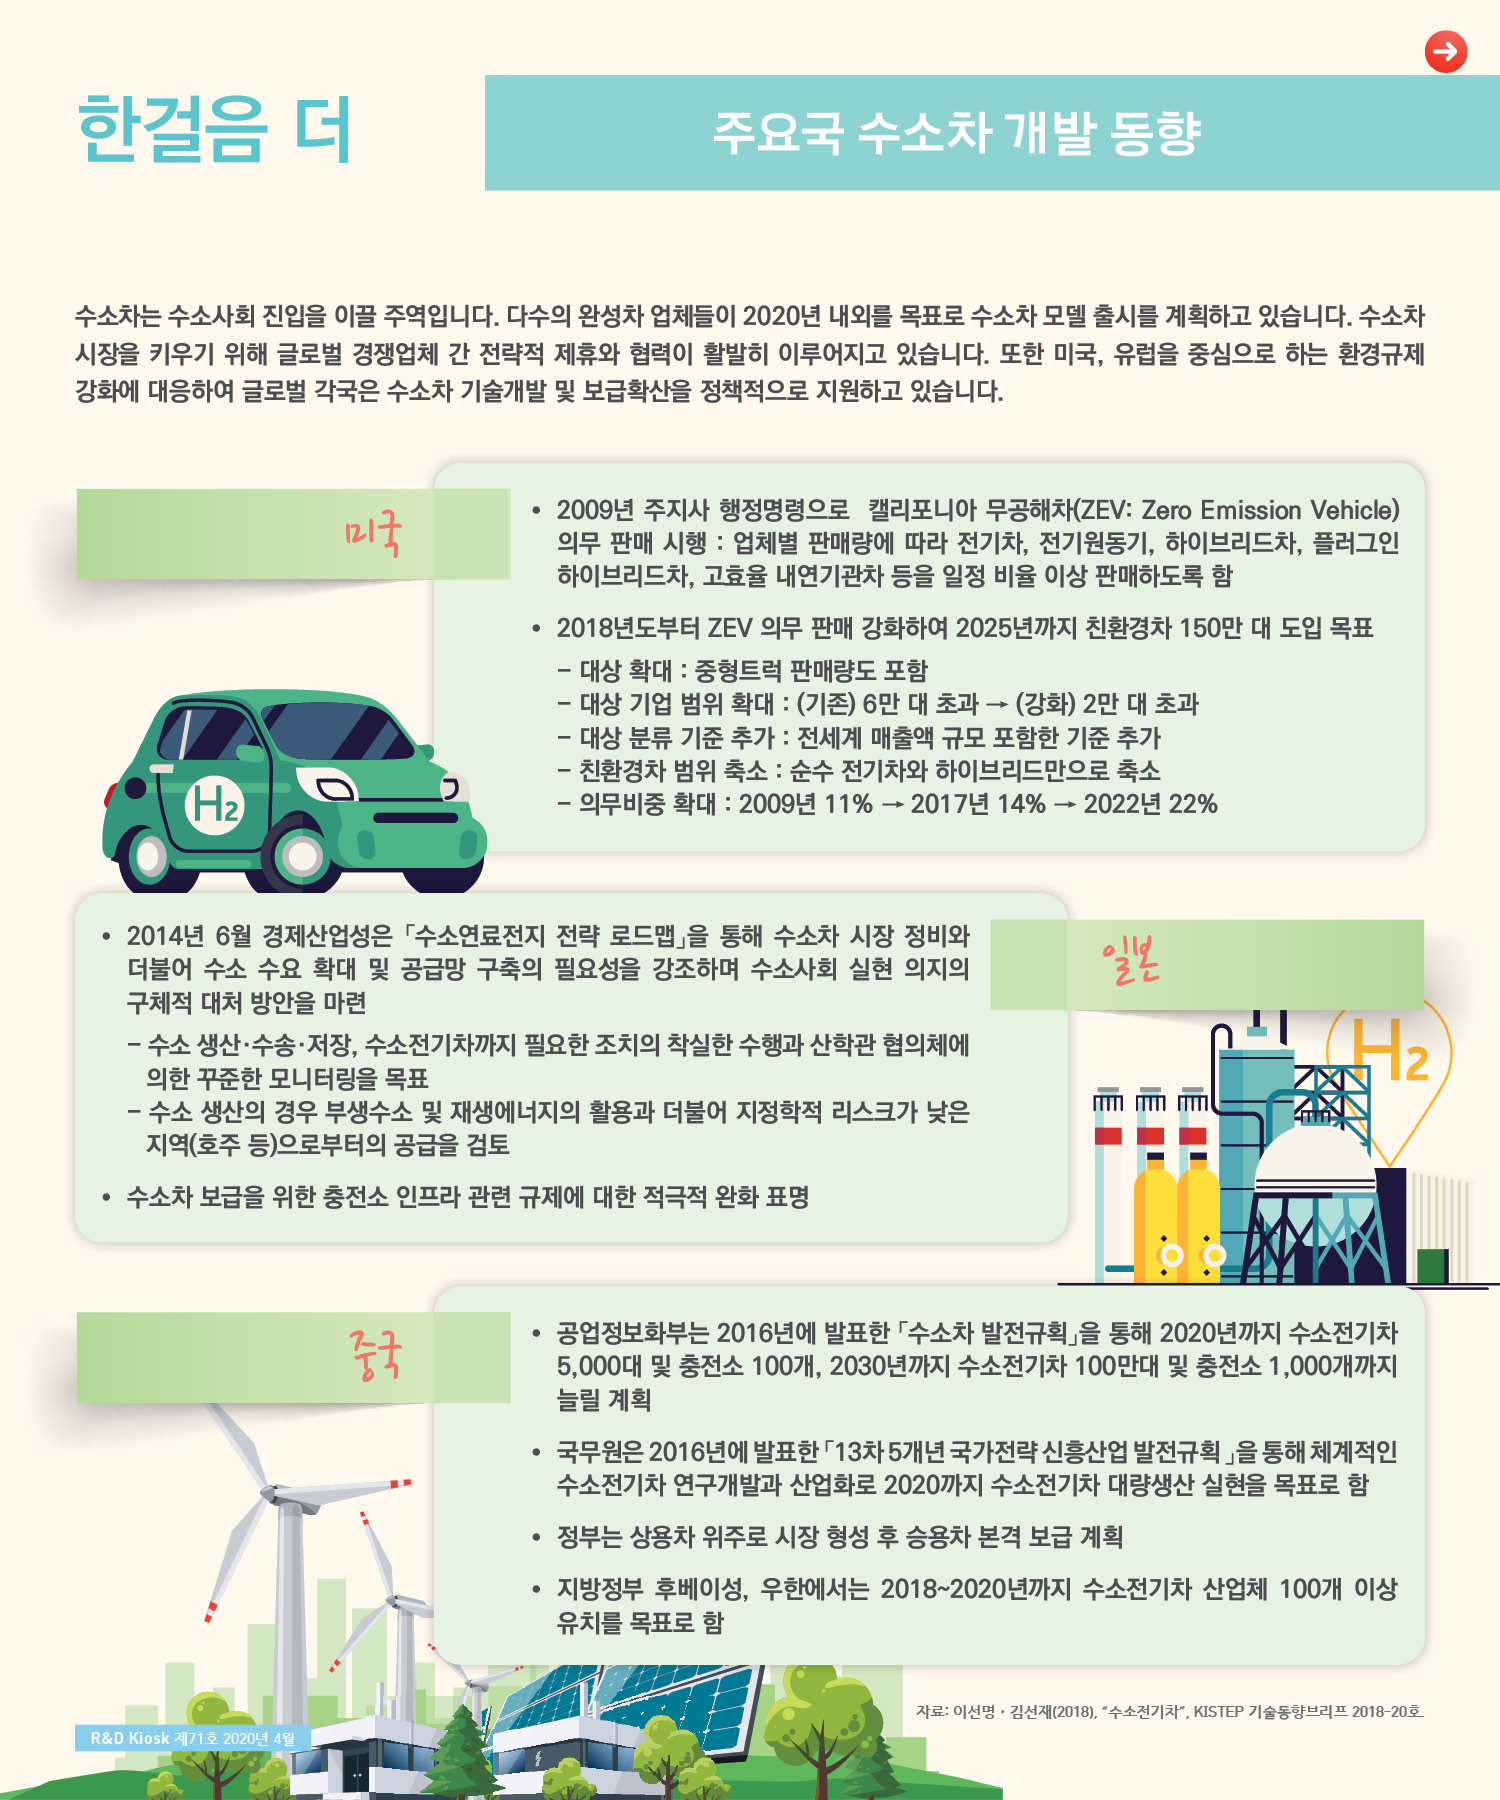 한걸음 더
주요국 수소차 개발 동향
수소차는 수소사회 진입을 이끌 주역입니다. 다수의 완성차 업체들이 2020년 내외를 목표로 수소차 모델 출시를 계획하고 있습니다. 수소차
시장을 키우기 위해 글로벌 경쟁업체 간 전략적 제휴와 협력이 활발히 이루어지고 있습니다. 또한 미국, 유럽을 중심으로 하는 환경규제
강화에 대응하여 글로벌 각국은 수소차 기술개발 및 보급확산을 정책적으로 지원하고 있습니다.
미국
• 2009년 주지사 행정명령으로 캘리포니아 무공해차(ZEV: Zero Emission Vehicle)
의무 판매 시행 : 업체별 판매량에 따라 전기차, 전기원동기, 하이브리드차, 플러그인
하이브리드차, 고효율 내연기관차 등을 일정 비율 이상 판매하도록 함
• 2018년도부터 ZEV 의무 판매 강화하여 2025년까지 친환경차 150만 대 도입 목표
– 대상 확대 : 중형트럭 판매량도 포함
– 대상 기업 범위 확대 : (기존) 6만 대 초과 → (강화) 2만 대 초과
– 대상 분류 기준 추가 : 전세계 매출액 규모 포함한 기준 추가
– 친환경차 범위 축소 : 순수 전기차와 하이브리드만으로 축소
– 의무비중 확대 : 2009년 11% → 2017년 14% → 2022년 22%
H2
일본
• 2014년 6월 경제산업성은 「수소연료전지 전략 로드맵」을 통해 수소차 시장 정비와
더불어 수소 수요 확대 및 공급망 구축의 필요성을 강조하며 수소사회 실현 의지의
구체적 대처 방안을 마련
– 수소 생산·수송·저장, 수소전기차까지 필요한 조치의 착실한 수행과 산학관 협의체에
의한 꾸준한 모니터링을 목표
– 수소 생산의 경우 부생수소 및 재생에너지의 활용과 더불어 지정학적 리스크가 낮은
지역(호주 등)으로부터의 공급을 검토
• 수소차 보급을 위한 충전소 인프라 관련 규제에 대한 적극적 완화 표명
H2
중국
• 공업정보화부는 2016년에 발표한 「수소차 발전규획」을 통해 2020년까지 수소전기차
5,000대 및 충전소 100개, 2030년까지 수소전기차 100만대 및 충전소 1,000개까지
늘릴 계획
• 국무원은 2016년에 발표한 「13차 5개년 국가전략 신흥산업 발전규획 」을 통해 체계적인
수소전기차 연구개발과 산업화로 2020까지 수소전기차 대량생산 실현을 목표로 함
• 정부는 상용차 위주로 시장 형성 후 승용차 본격 보급 계획
• 지방정부 후베이성, 우한에서는 2018~2020년까지 수소전기차 산업체 100개 이상
유치를 목표로 함
자료: 이선명·김선재(2018), “수소전기차”, KISTEP 기술동향브리프 2018-20호.
R&D Kiosk 제71호 2020년 4월